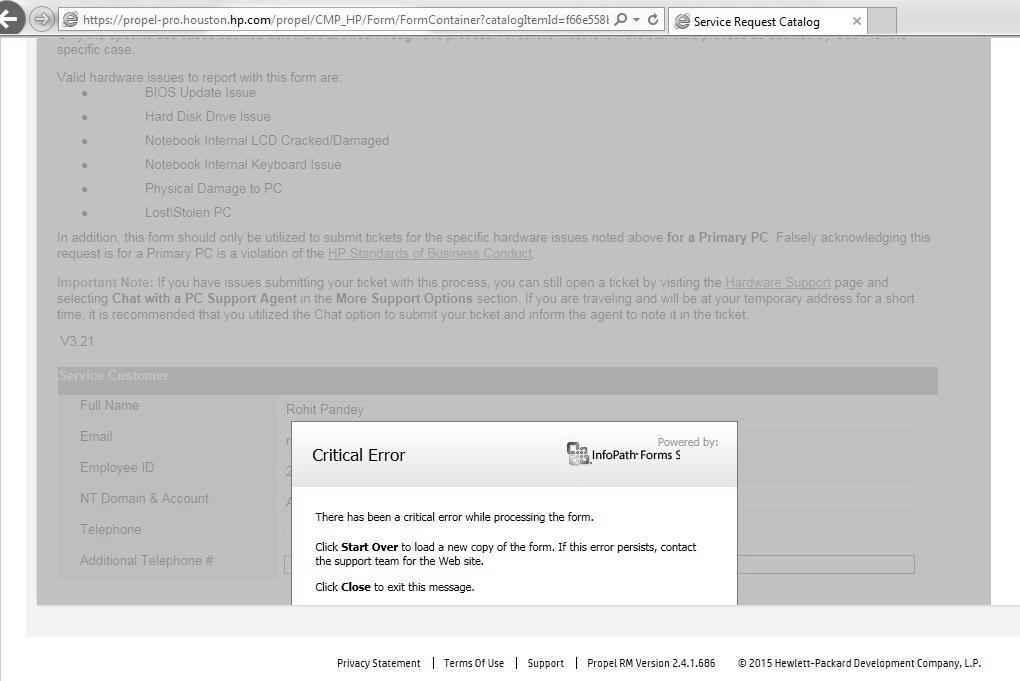 https://propel-pro.houston.hp.com/propel/CMP_HP/Form/FormContainer?catalogItemId=f66e558
Service Request Catalog
specific case.
Valid hardware issues to report with this form are:
• BIOS Update Issue
• Hard Disk Drive Issue
• Notebook Internal LCD Cracked/Damaged
• Notebook Internal Keyboard Issue
• Physical Damage to PC
• Lost\Stolen PC
In addition, this form should only be utilized to submit tickets for the specific hardware issues noted above for a Primary PC. Falsely acknowledging this
request is for a Primary PC is a violation of the HP Standards of Business Conduct.
Important Note: If you have issues submitting your ticket with this process, you can still open a ticket by visiting the Hardware Support page and
selecting Chat with a PC Support Agent in the More Support Options section. If you are traveling and will be at your temporary address for a short
time, it is recommended that you utilized the Chat option to submit your ticket and inform the agent to note it in the ticket.
V3.21
Service Customer
Full Name Rohit Pandey
Email
Employee ID
NT Domain & Account
Telephone
Additional Telephone #
Critical Error
Powered by:
InfoPath Forms S
There has been a critical error while processing the form.
Click Start Over to load a new copy of the form. If this error persists, contact
the support team for the Web site.
Click Close to exit this message.
Privacy Statement | Terms Of Use | Support | Propel RM Version 2.4.1.686 © 2015 Hewlett-Packard Development Company, L.P.